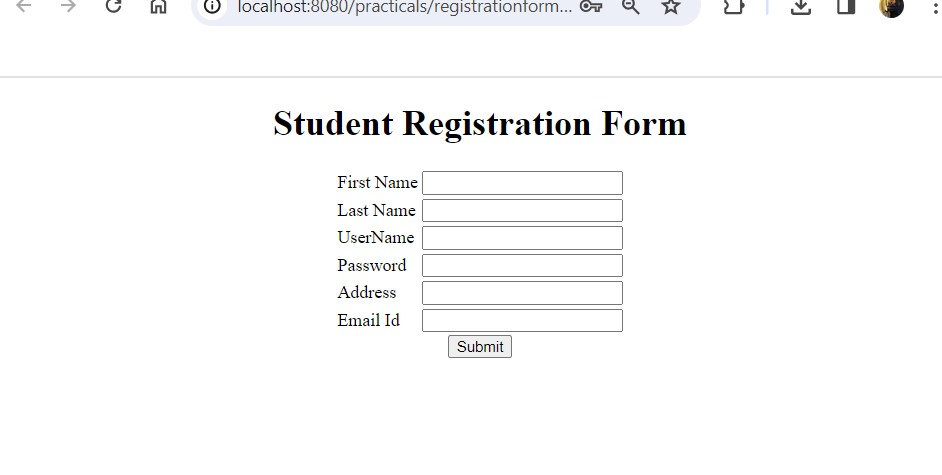 localhost:8080/practicals/registrationform...
Student Registration Form
First Name
Last Name
UserName
Password
Address
Email Id
Submit